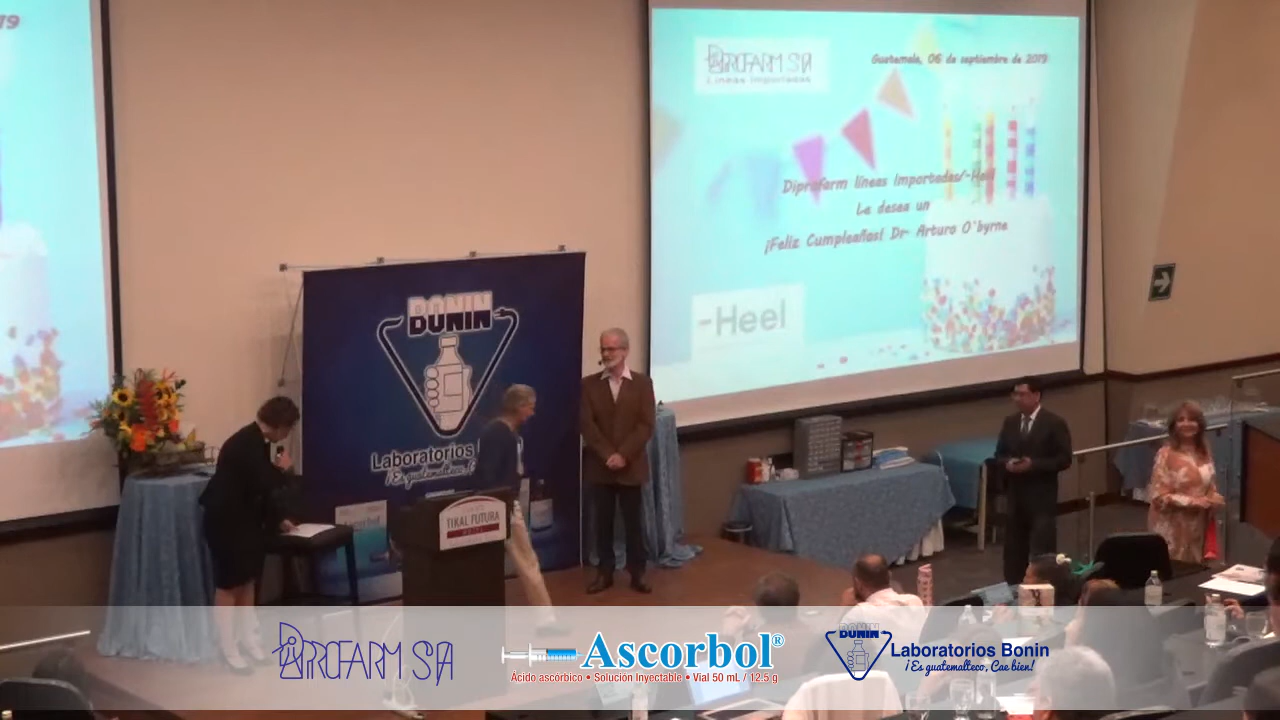 19
DIPROFARM S.A.
Líneas Importadas
Guatemala, 06 de septiembre de 2019
Diprofarm líneas Importadas/-Heel
Le desea un
¡Feliz Cumpleaños! Dr. Arturo O`byrne
-Heel
BONIN
Laboratorios
¡Es guatemalteco,
TIKAL FUTURA
DIPROFARM S.A.
Ascorbol®
Ácido ascórbico • Solución Inyectable • Vial 50 mL / 12.5 g
BONIN
Laboratorios Bonin
¡Es guatemalteco, Cae bien!